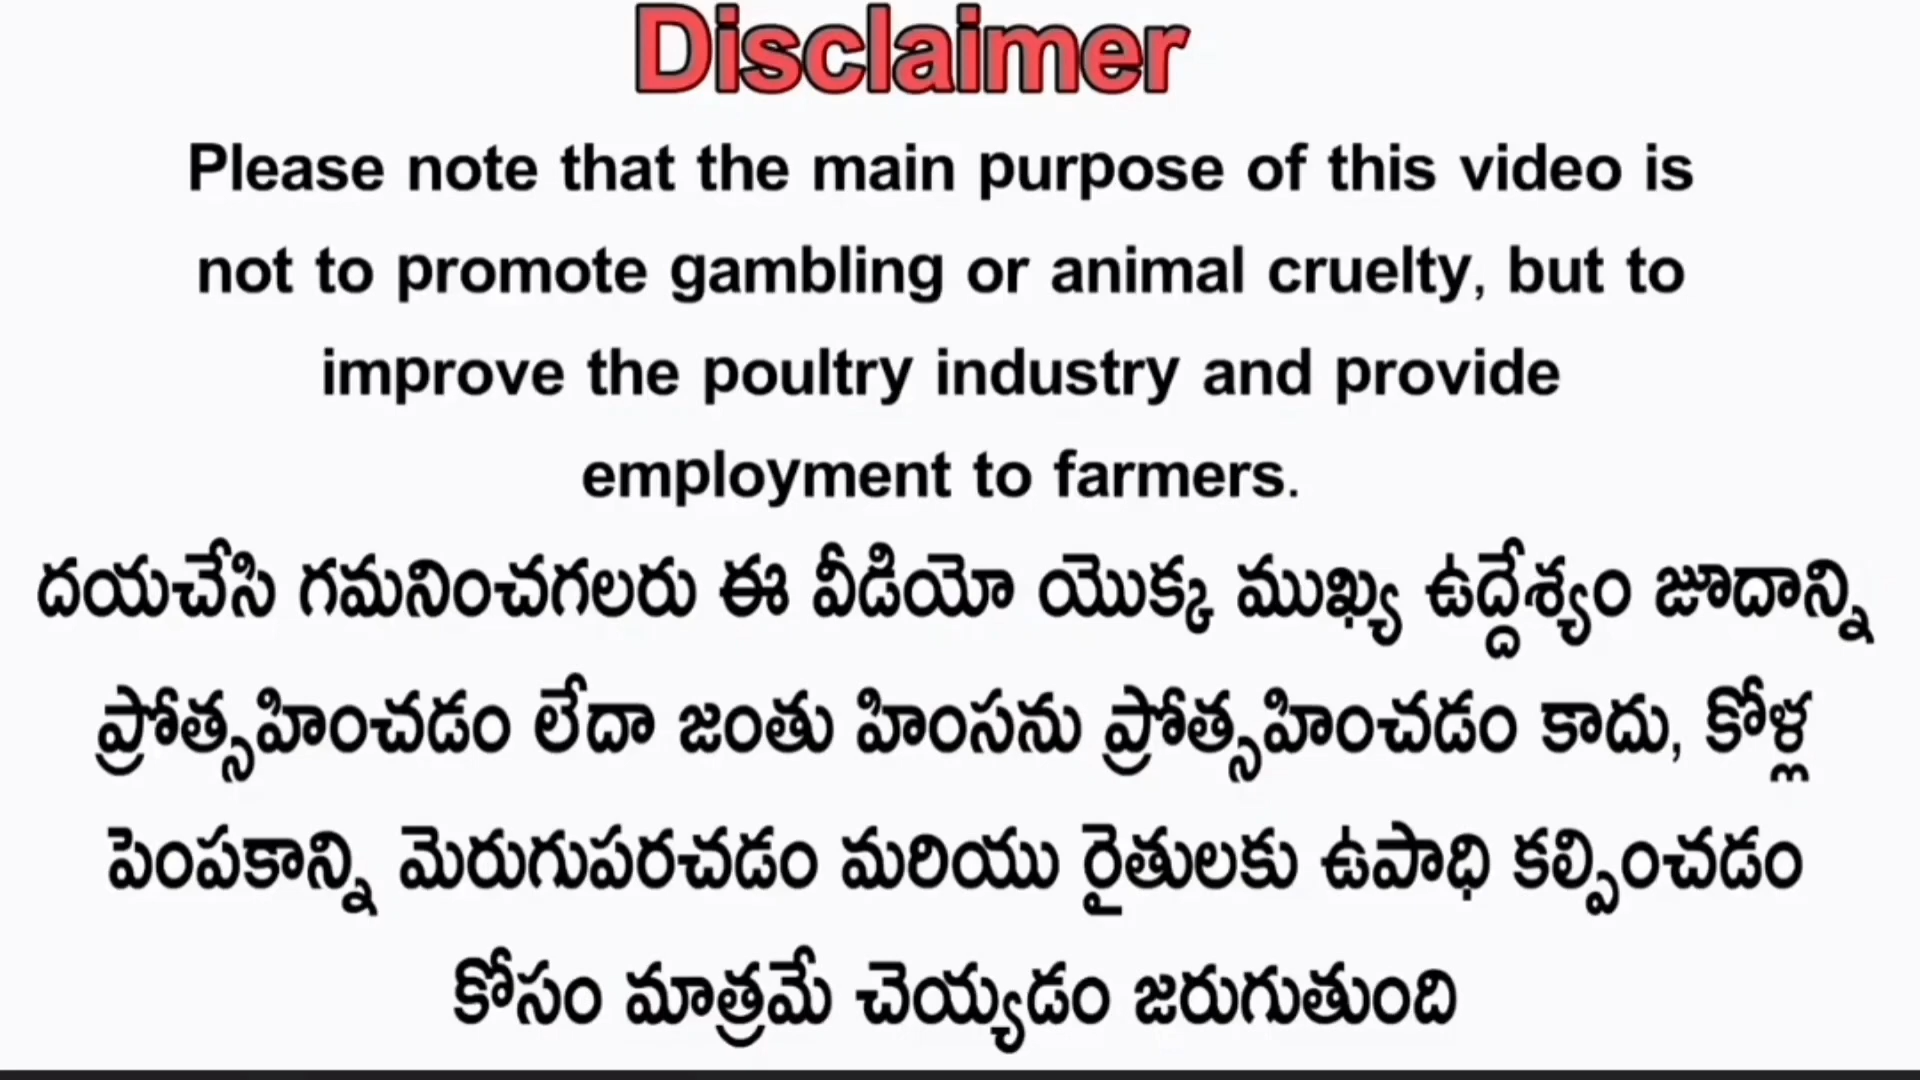 Disclaimer
Please note that the main purpose of this video is
not to promote gambling or animal cruelty, but to
improve the poultry industry and provide
employment to farmers.
దయచేసి గమనించగలరు ఈ వీడియో యొక్క ముఖ్య ఉద్దేశ్యం జూదాన్ని
ప్రోత్సహించడం లేదా జంతు హింసను ప్రోత్సహించడం కాదు, కోళ్ల
పెంపకాన్ని మెరుగుపరచడం మరియు రైతులకు ఉపాధి కల్పించడం
కోసం మాత్రమే చెయ్యడం జరుగుతుంది